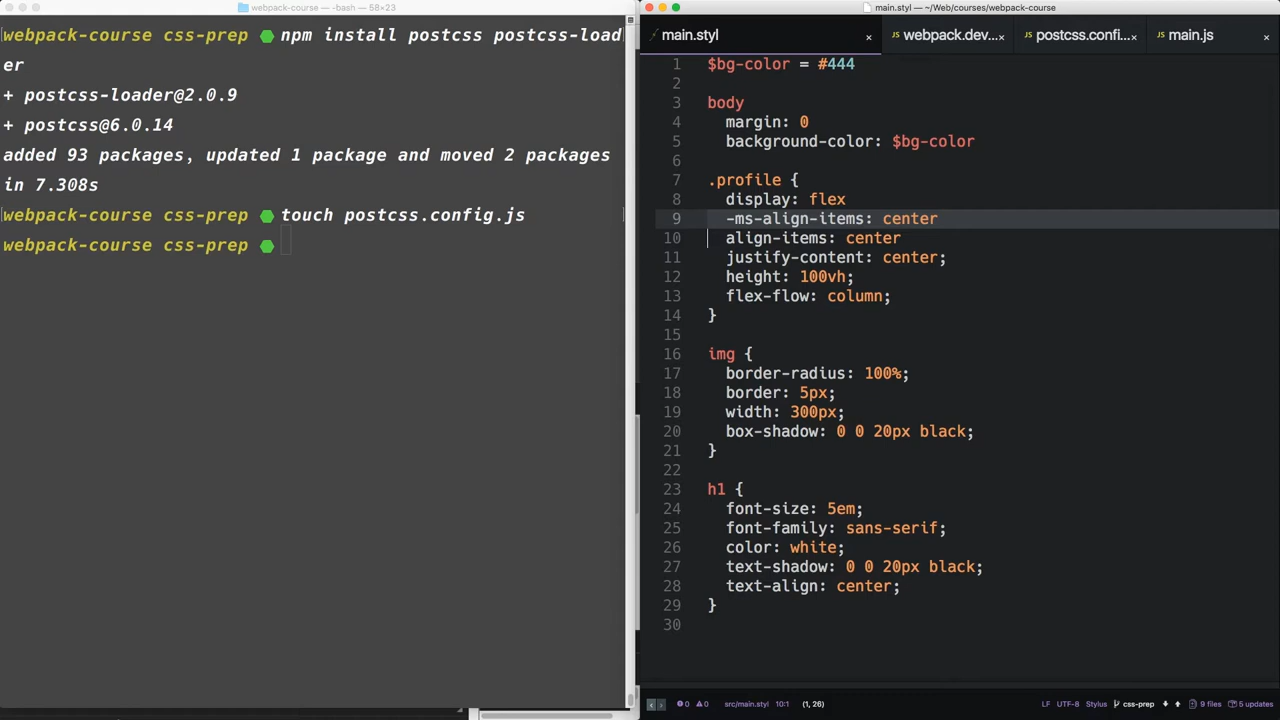 webpack-course — -bash — 58×23
webpack-course css-prep npm install postcss postcss-load
er
+ postcss-loader@2.0.9
+ postcss@6.0.14
added 93 packages, updated 1 package and moved 2 packages
in 7.308s
webpack-course css-prep touch postcss.config.js
webpack-course css-prep
main.styl — ~/Web/courses/webpack-course
main.styl × webpack.dev... × postcss.confi... × main.js ×
1 $bg-color = #444
2
3 body
4 margin: 0
5 background-color: $bg-color
6
7 .profile {
8 display: flex
9 -ms-align-items: center
10 align-items: center
11 justify-content: center;
12 height: 100vh;
13 flex-flow: column;
14 }
15
16 img {
17 border-radius: 100%;
18 border: 5px;
19 width: 300px;
20 box-shadow: 0 0 20px black;
21 }
22
23 h1 {
24 font-size: 5em;
25 font-family: sans-serif;
26 color: white;
27 text-shadow: 0 0 20px black;
28 text-align: center;
29 }
30
0 0 src/main.styl 10:1 (1, 26) LF UTF-8 Stylus css-prep 9 files 5 updates